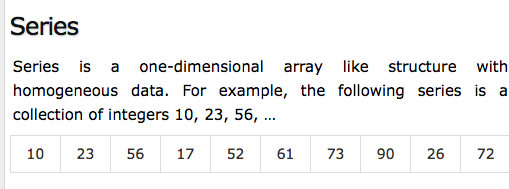 Series
Series is a one-dimensional array like structure with
homogeneous data. For example, the following series is a
collection of integers 10, 23, 56, …
10 23 56 17 52 61 73 90 26 72